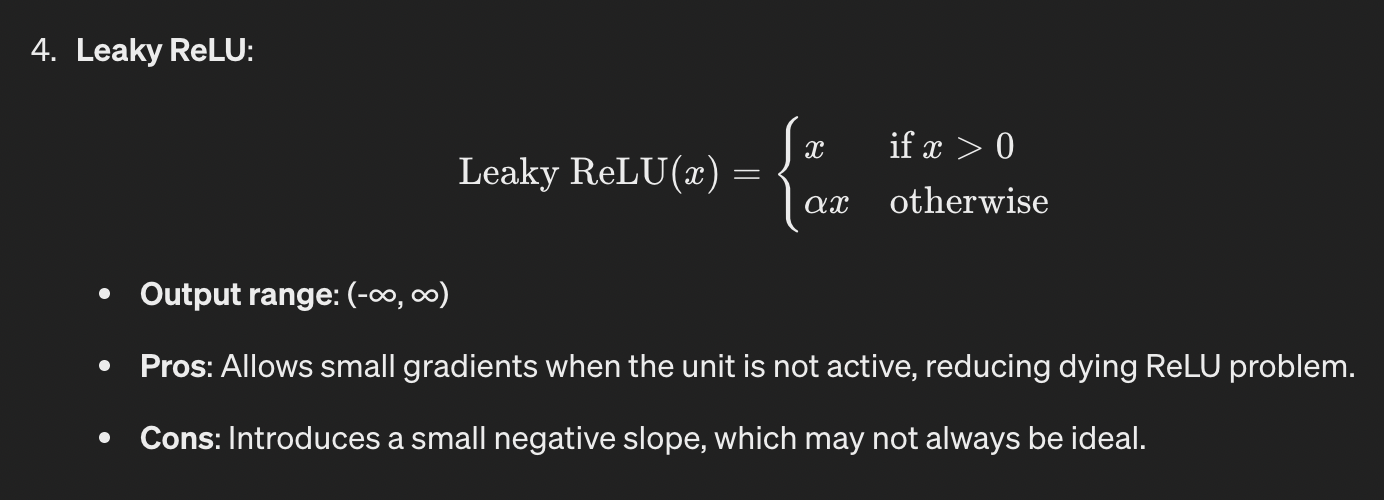 4. Leaky ReLU:
Leaky ReLU(x) = { x if x > 0
αx otherwise
• Output range: (-∞, ∞)
• Pros: Allows small gradients when the unit is not active, reducing dying ReLU problem.
• Cons: Introduces a small negative slope, which may not always be ideal.